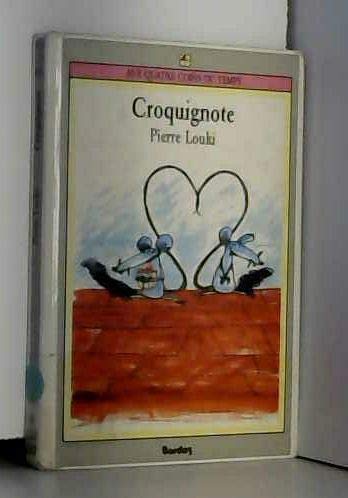 AUX QUATRE COINS DU TEMPS
Croquignote
Pierre Louki
Bordas